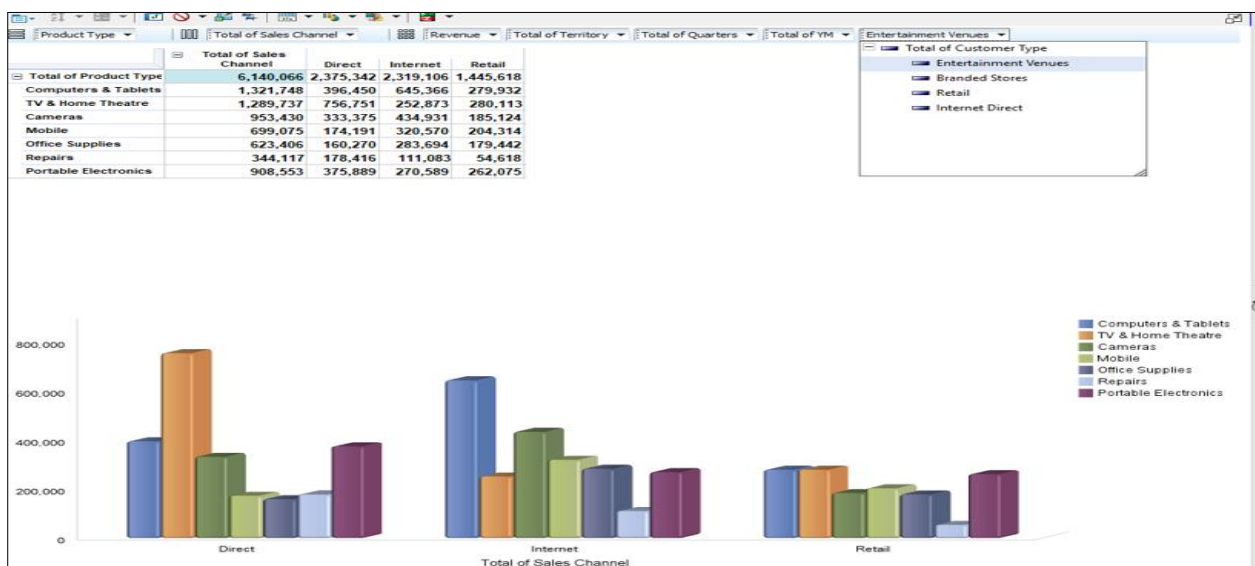 Product Type Total of Sales Channel Revenue Total of Territory Total of Quarters Total of YM Entertainment Venues
Total of Customer Type
Entertainment Venues
Branded Stores
Retail
Internet Direct
Total of Sales
Channel Direct Internet Retail
Total of Product Type 6,140,066 2,375,342 2,319,106 1,445,618
Computers & Tablets 1,321,748 396,450 645,366 279,932
TV & Home Theatre 1,289,737 756,751 252,873 280,113
Cameras 953,430 333,375 434,931 185,124
Mobile 699,075 174,191 320,570 204,314
Office Supplies 623,406 160,270 283,694 179,442
Repairs 344,117 178,416 111,083 54,618
Portable Electronics 908,553 375,889 270,589 262,075
800,000
600,000
400,000
200,000
0
Direct Internet Retail
Total of Sales Channel
Computers & Tablets
TV & Home Theatre
Cameras
Mobile
Office Supplies
Repairs
Portable Electronics